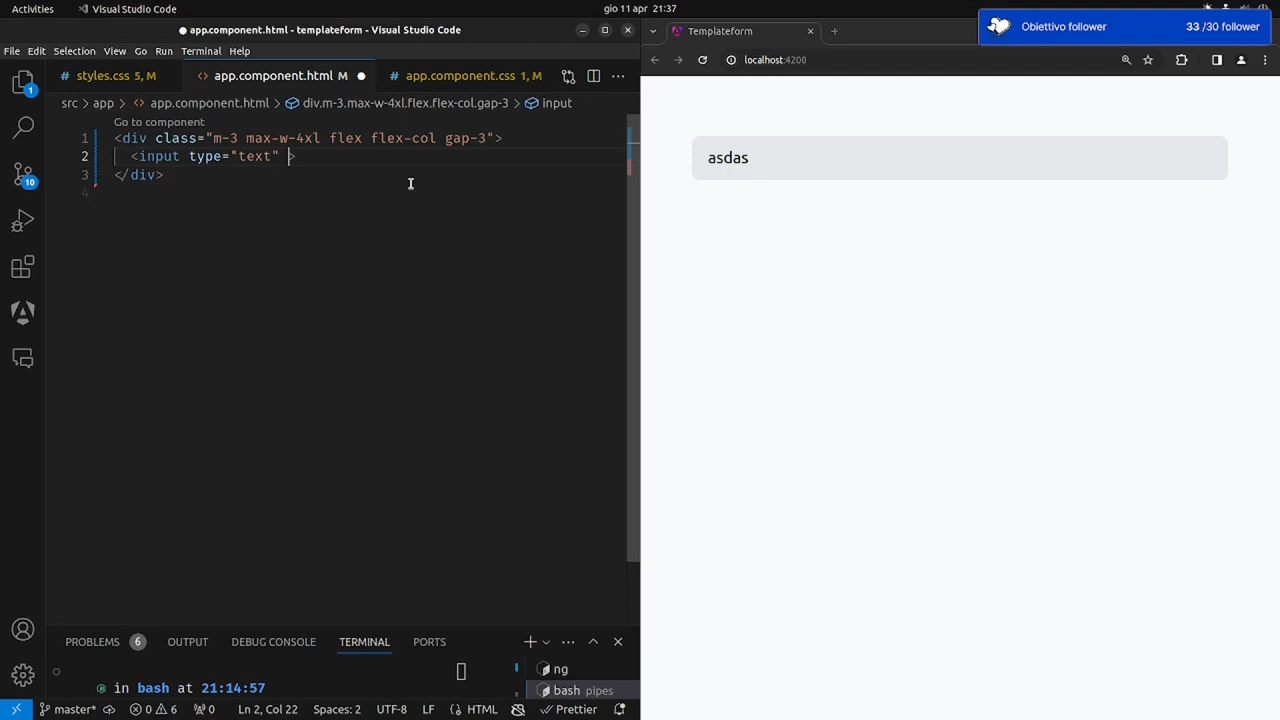 Activities
Visual Studio Code
gio 11 apr 21:37
app.component.html - templateform - Visual Studio Code
File Edit Selection View Go Run Terminal Help
styles.css 5, M
app.component.html M
app.component.css 1, M
src > app > app.component.html > div.m-3.max-w-4xl.flex.flex-col.gap-3 > input
Go to component
1 <div class="m-3 max-w-4xl flex flex-col gap-3">
2 <input type="text" >
3 </div>
4
1
10
PROBLEMS 6 OUTPUT DEBUG CONSOLE TERMINAL PORTS
in bash at 21:14:57
ng
bash pipes
master* 0 6 0 Ln 2, Col 22 Spaces: 2 UTF-8 LF HTML Prettier
Templateform
Obiettivo follower 33 /30 follower
localhost:4200
asdas